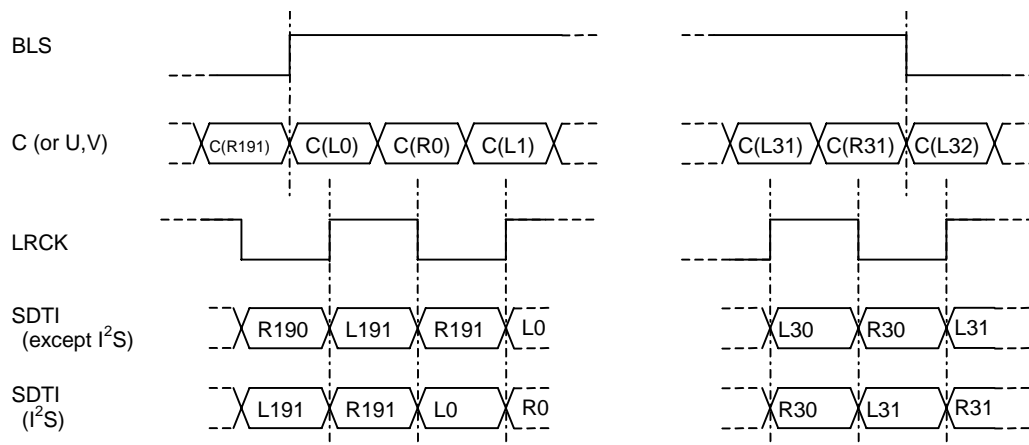 BLS
C (or U,V) C(R191) C(L0) C(R0) C(L1) C(L31) C(R31) C(L32)
LRCK
SDTI
(except I²S) R190 L191 R191 L0 L30 R30 L31
SDTI
(I²S) L191 R191 L0 R0 R30 L31 R31